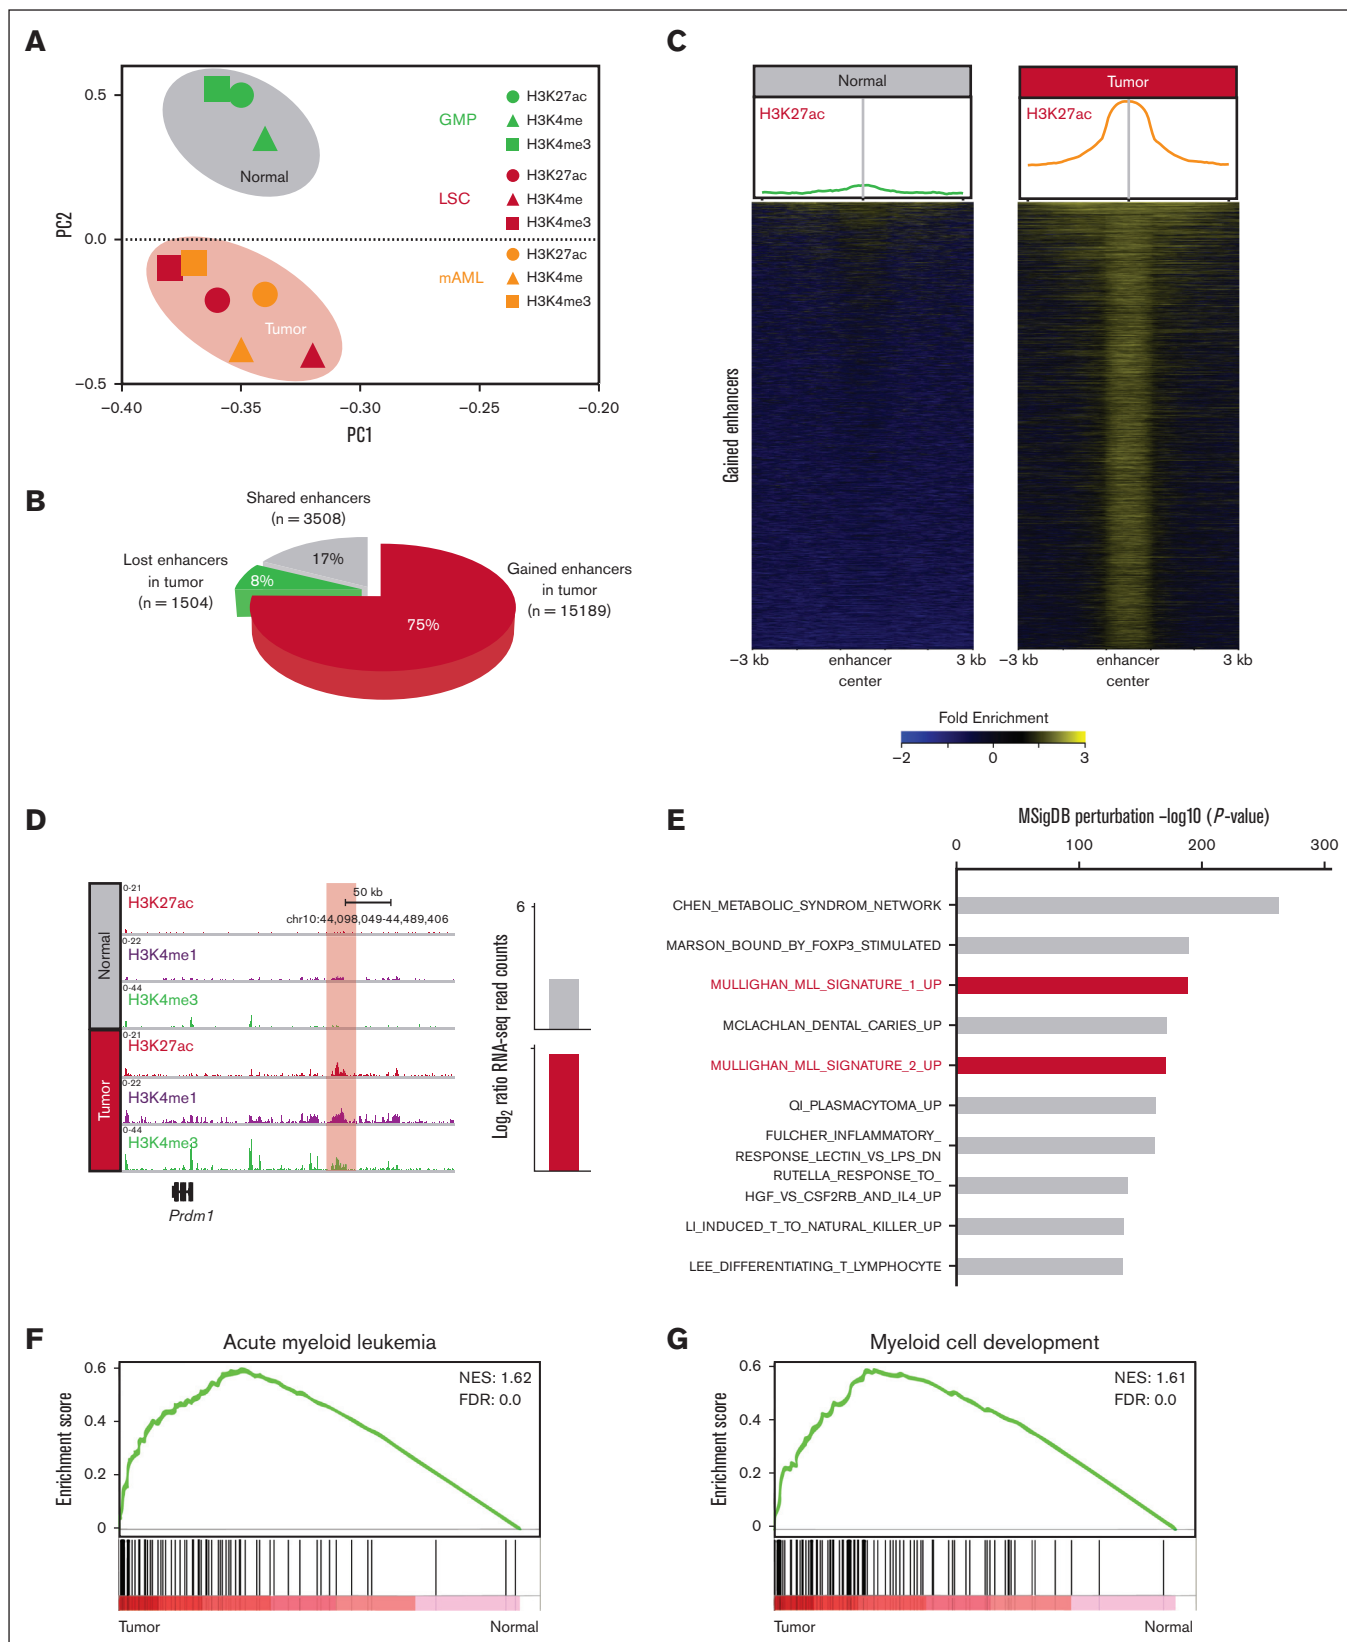 A
0.5
0.0
−0.5
PC2
−0.40
−0.35
−0.30
−0.25
−0.20
PC1
Normal
Tumor
GMP
H3K27ac
H3K4me
H3K4me3
LSC
H3K27ac
H3K4me
H3K4me3
mAML
H3K27ac
H3K4me
H3K4me3
B
Shared enhancers
(n = 3508)
17%
Lost enhancers
in tumor
(n = 1504)
8%
Gained enhancers
in tumor
(n = 15189)
75%
C
Normal
Tumor
H3K27ac
H3K27ac
Gained enhancers
−3 kb
enhancer
center
3 kb
−3 kb
enhancer
center
3 kb
Fold Enrichment
−2
0
3
D
Normal
0-21
H3K27ac
0-22
H3K4me1
0-44
H3K4me3
Tumor
0-21
H3K27ac
0-22
H3K4me1
0-44
H3K4me3
50 kb
chr10:44,098,049-44,489,406
Prdm1
6
Log2 ratio RNA-seq read counts
E
MSigDB perturbation –log10 (P-value)
0
100
200
300
CHEN_METABOLIC_SYNDROM_NETWORK
MARSON_BOUND_BY_FOXP3_STIMULATED
MULLIGHAN_MLL_SIGNATURE_1_UP
MCLACHLAN_DENTAL_CARIES_UP
MULLIGHAN_MLL_SIGNATURE_2_UP
QI_PLASMACYTOMA_UP
FULCHER_INFLAMMATORY_
RESPONSE_LECTIN_VS_LPS_DN
RUTELLA_RESPONSE_TO_
HGF_VS_CSF2RB_AND_IL4_UP
LI_INDUCED_T_TO_NATURAL_KILLER_UP
LEE_DIFFERENTIATING_T_LYMPHOCYTE
F
Acute myeloid leukemia
NES: 1.62
FDR: 0.0
0.6
0.4
0.2
0
Enrichment score
Tumor
Normal
G
Myeloid cell development
NES: 1.61
FDR: 0.0
0.6
0.4
0.2
0
Enrichment score
Tumor
Normal